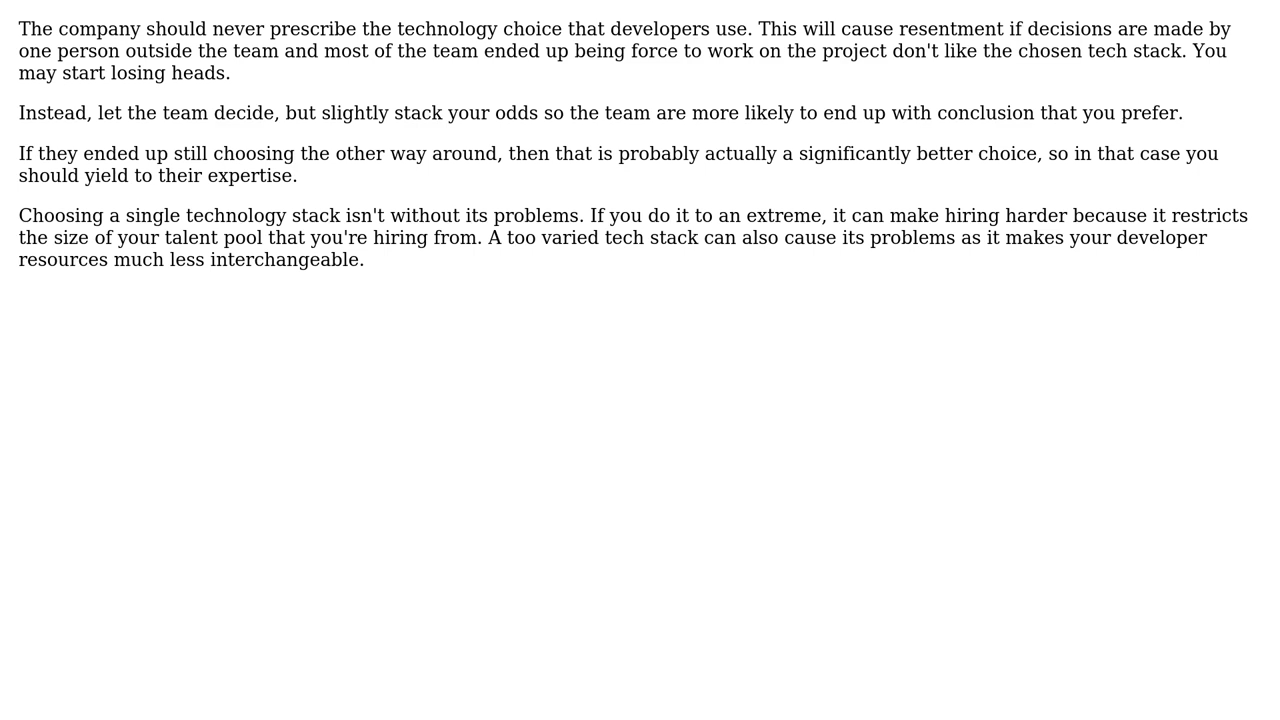 The company should never prescribe the technology choice that developers use. This will cause resentment if decisions are made by
one person outside the team and most of the team ended up being force to work on the project don't like the chosen tech stack. You
may start losing heads.
Instead, let the team decide, but slightly stack your odds so the team are more likely to end up with conclusion that you prefer.
If they ended up still choosing the other way around, then that is probably actually a significantly better choice, so in that case you
should yield to their expertise.
Choosing a single technology stack isn't without its problems. If you do it to an extreme, it can make hiring harder because it restricts
the size of your talent pool that you're hiring from. A too varied tech stack can also cause its problems as it makes your developer
resources much less interchangeable.